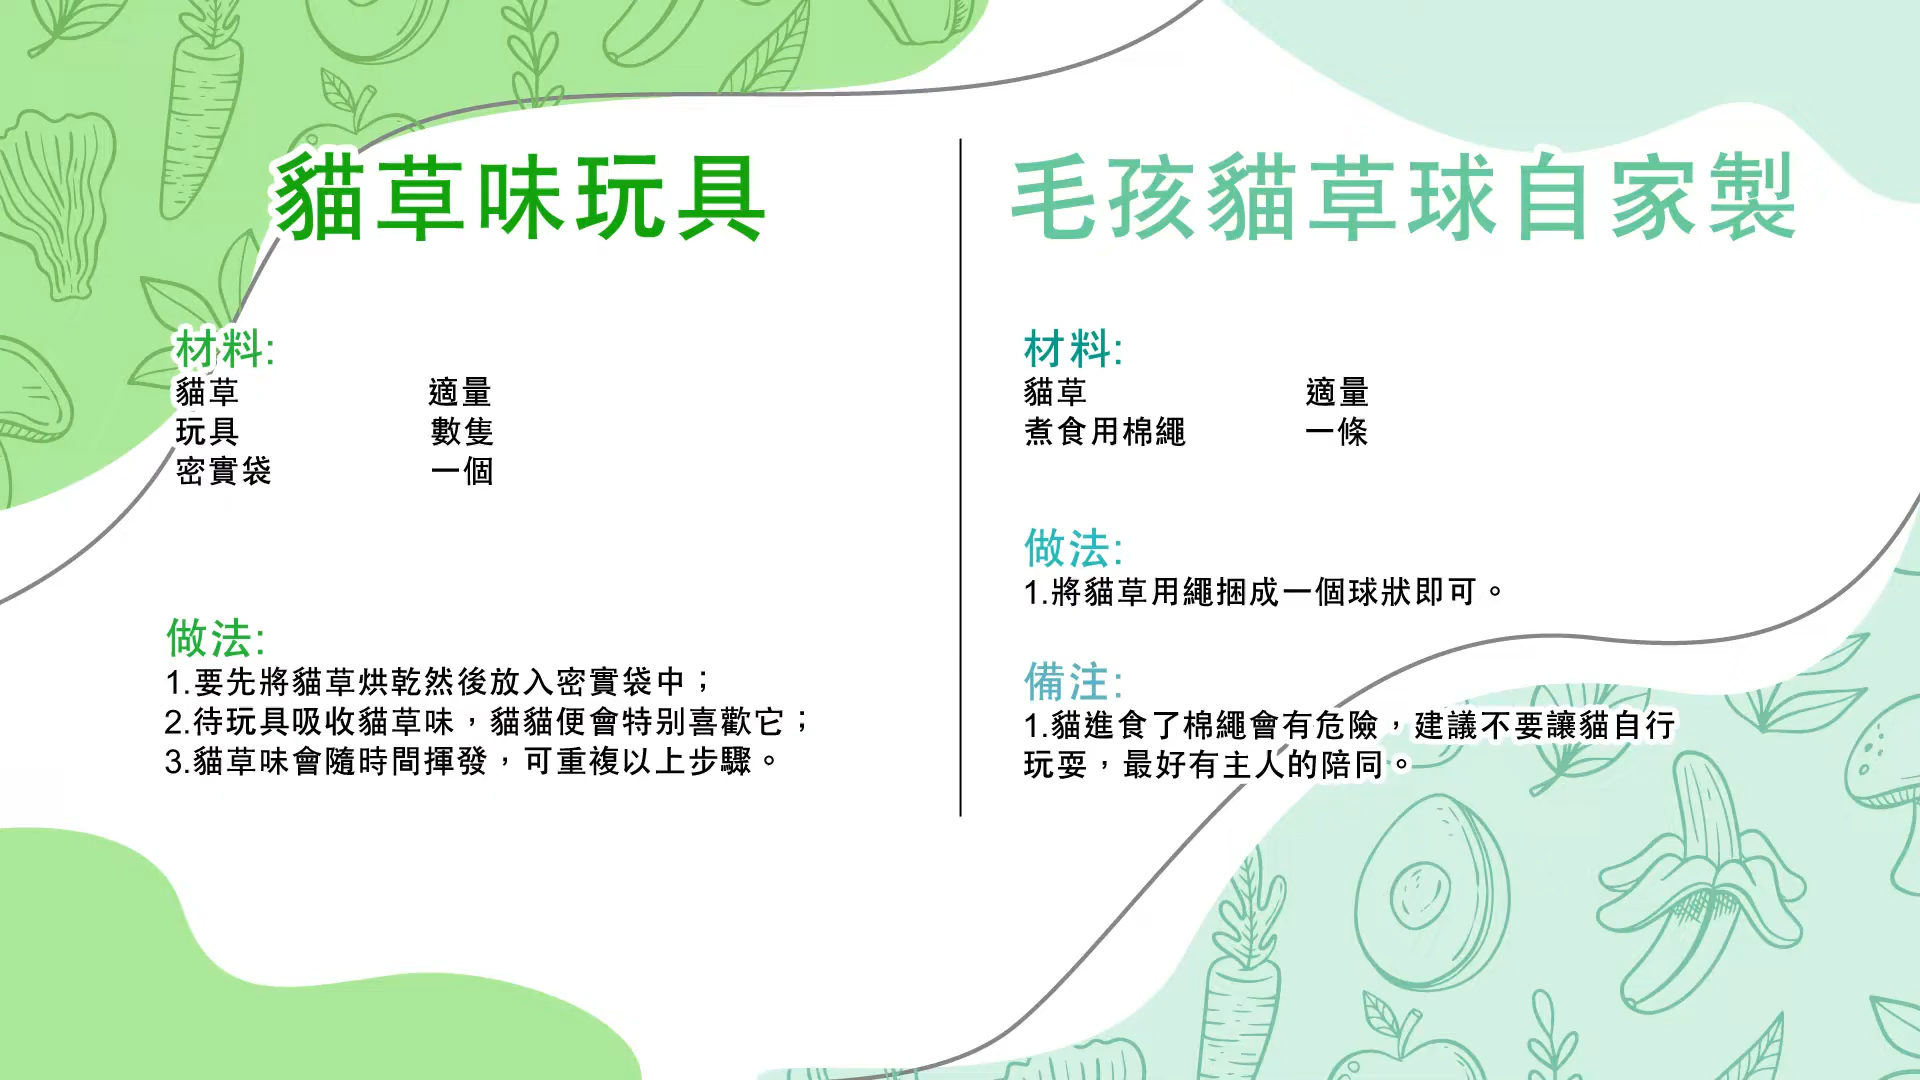 貓草味玩具
材料:
貓草 適量
玩具 數隻
密實袋 一個
做法:
1.要先將貓草烘乾然後放入密實袋中；
2.待玩具吸收貓草味，貓貓便會特别喜歡它；
3.貓草味會隨時間揮發，可重複以上步驟。
毛孩貓草球自家製
材料:
貓草 適量
煮食用棉繩 一條
做法:
1.將貓草用繩捆成一個球狀即可。
備注:
1.貓進食了棉繩會有危險，建議不要讓貓自行
玩耍，最好有主人的陪同。